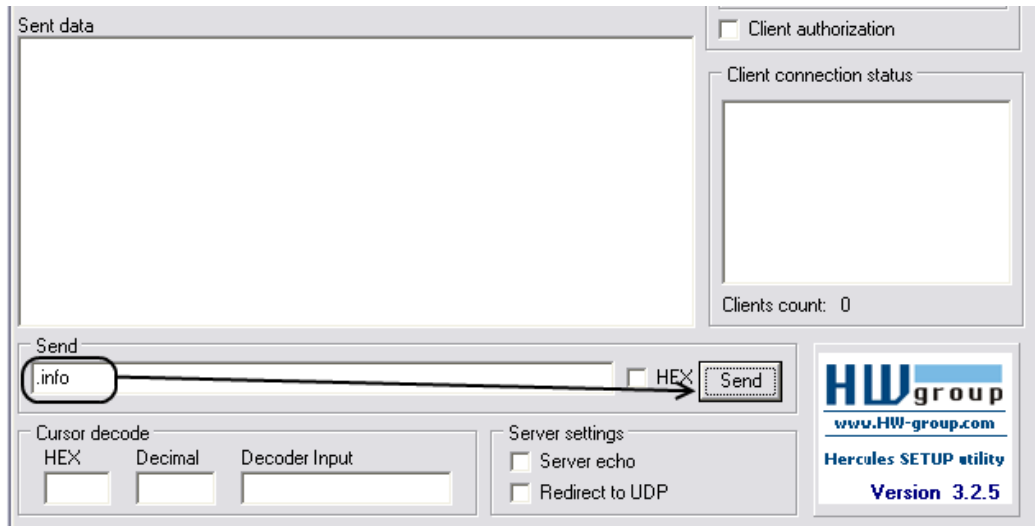 Sent data
Client authorization
Client connection status
Clients count: 0
Send
.info
HEX
Send
Cursor decode
HEX Decimal Decoder Input
Server settings
Server echo
Redirect to UDP
HWgroup
www.HW-group.com
Hercules SETUP utility
Version 3.2.5